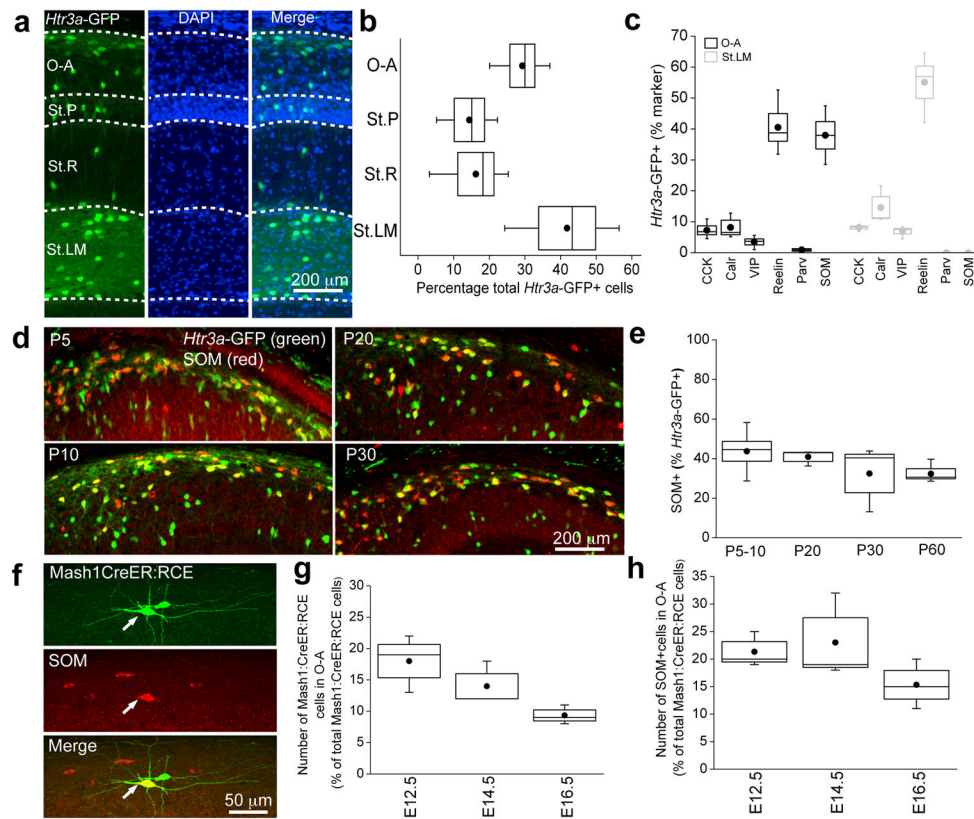 a
Htr3a-GFP
DAPI
Merge
O-A
St.P
St.R
St.LM
200 µm
b
O-A
St.P
St.R
St.LM
0 10 20 30 40 50 60
Percentage total Htr3a-GFP+ cells
c
Htr3a-GFP+ (% marker)
70
60
50
40
30
20
10
0
O-A
St.LM
CCK
Calr
VIP
Reelin
Parv
SOM
CCK
Calr
VIP
Reelin
Parv
SOM
d
P5
Htr3a-GFP (green)
SOM (red)
P20
P10
P30
200 µm
e
SOM+ (% Htr3a-GFP+)
100
80
60
40
20
0
P5-10 P20 P30 P60
f
Mash1CreER:RCE
SOM
Merge
50 µm
g
Number of Mash1:CreER:RCE
cells in O-A
(% of total Mash1:CreER:RCE cells)
30
25
20
15
10
5
0
E12.5
E14.5
E16.5
h
Number of SOM+cells in O-A
(% of total Mash1:CreER:RCE cells)
35
30
25
20
15
10
5
0
E12.5
E14.5
E16.5